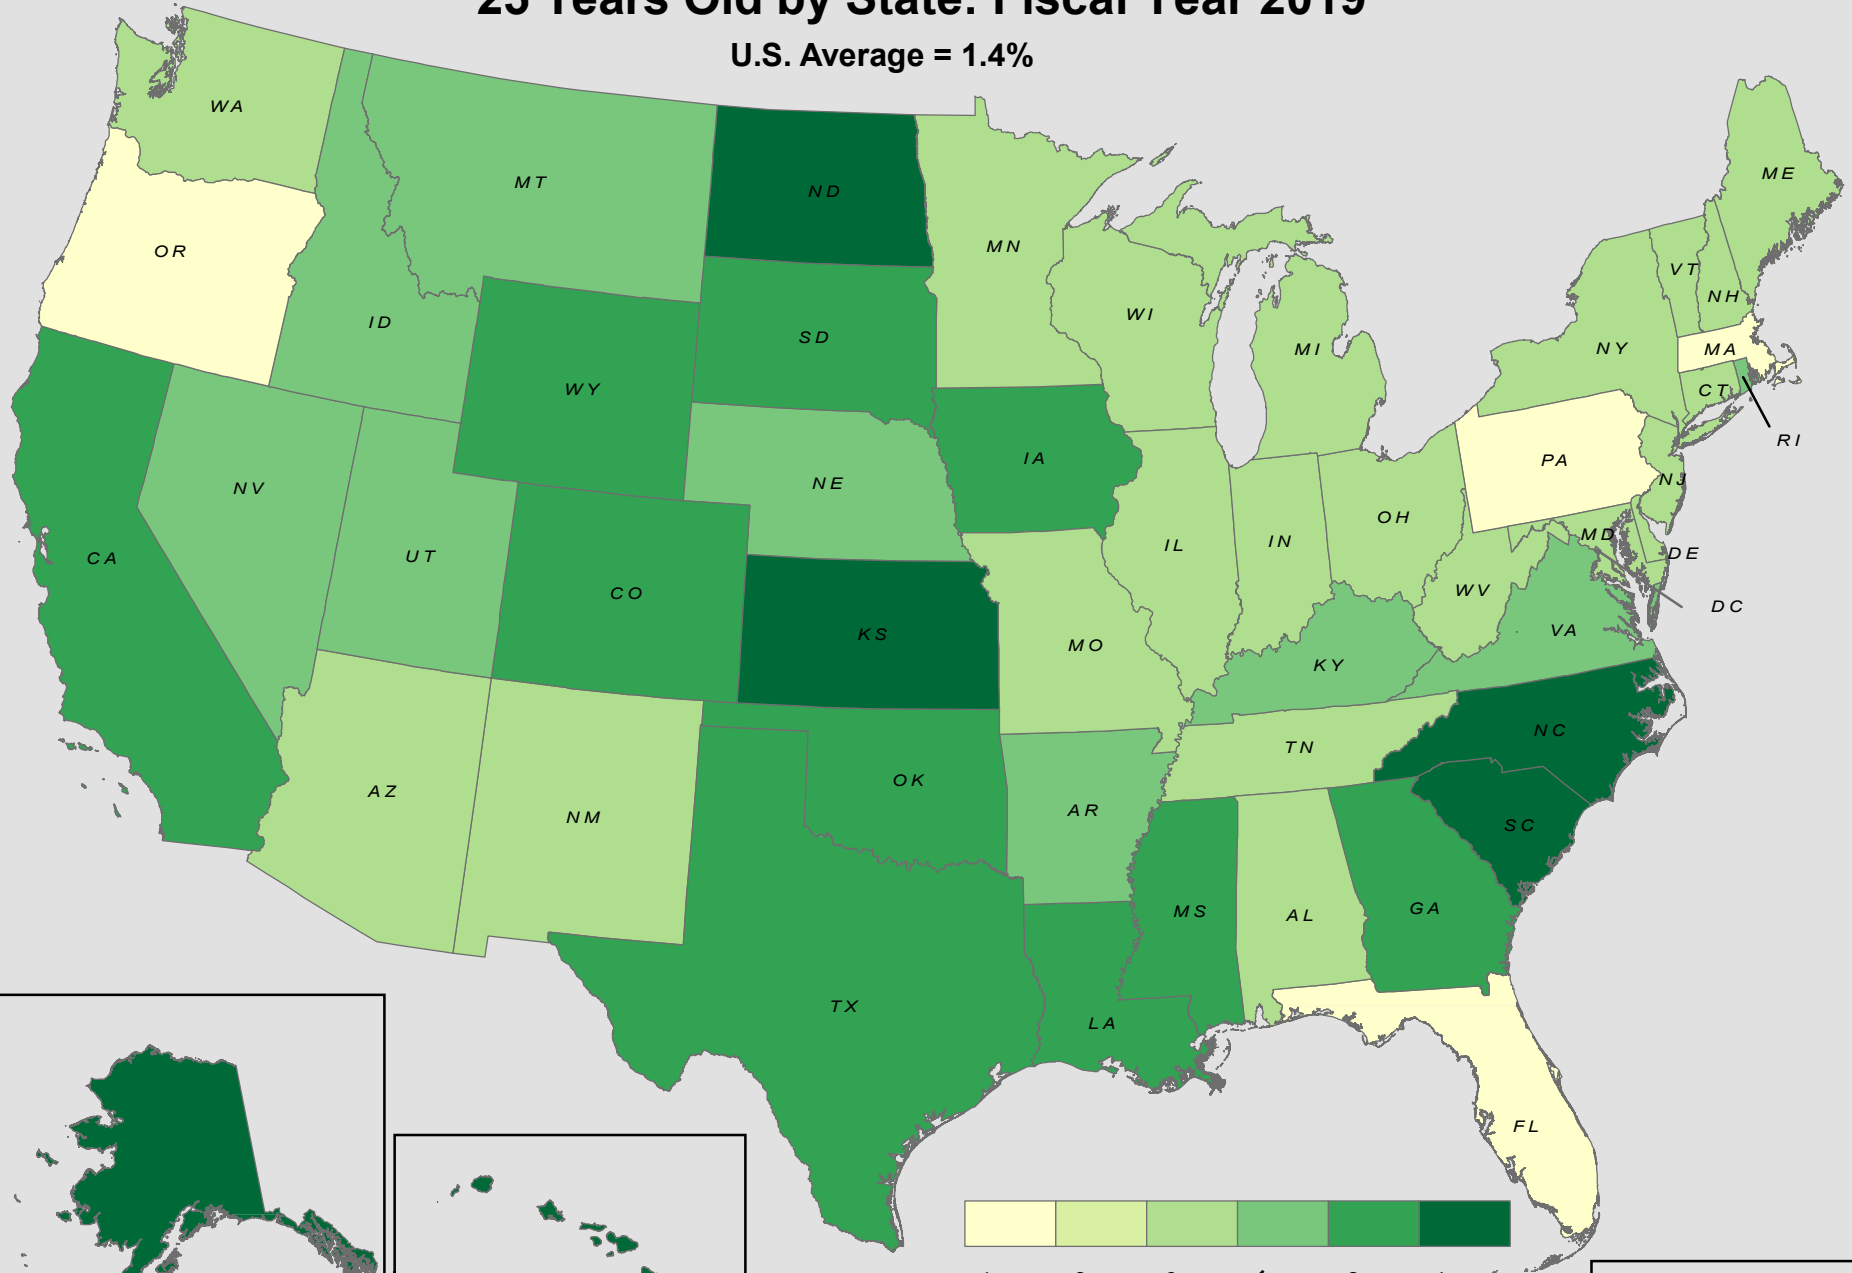 25 Years Old by State: Fiscal Year 2019
U.S. Average = 1.4%
WA
MT
ND
ME
OR
MN
VT
ID
WI
NH
SD
MI
NY
MA
WY
CT
RI
IA
PA
NV
NE
NJ
OH
CA
UT
IL
IN
MD
DE
CO
WV
DC
KS
MO
KY
VA
NC
TN
AZ
OK
NM
AR
SC
MS
AL
GA
TX
LA
FL